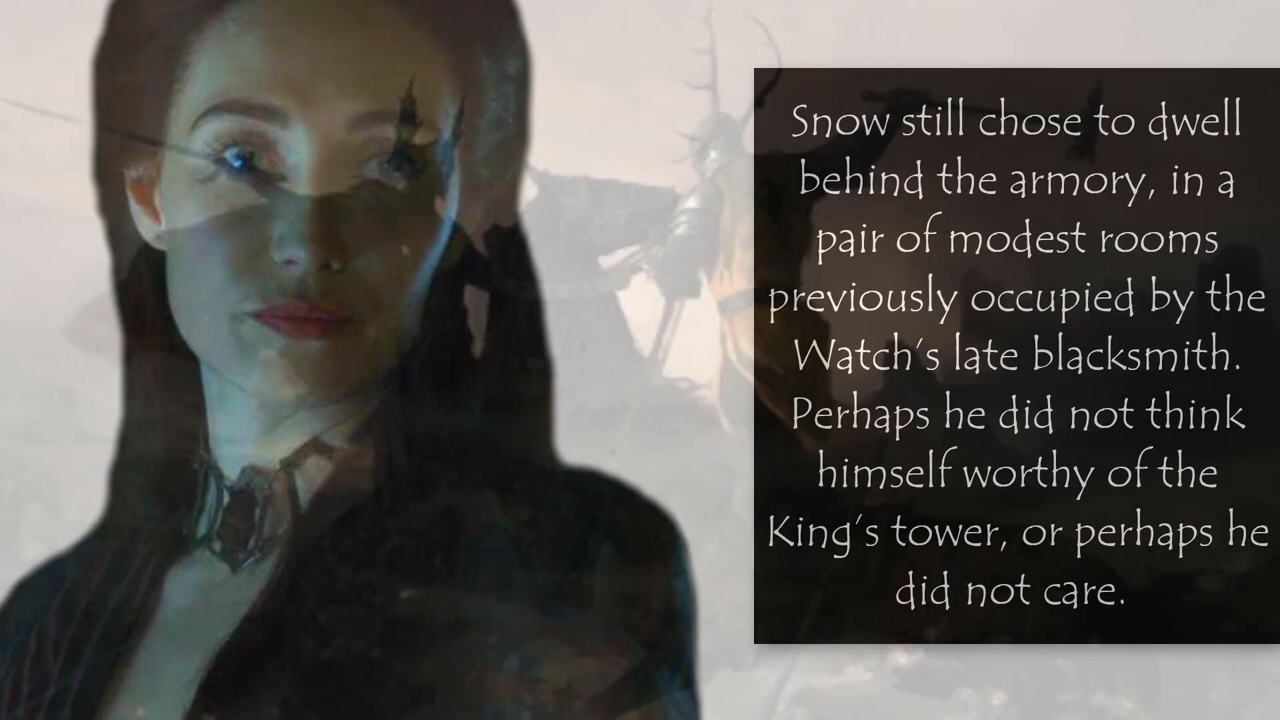 Snow still chose to dwell
behind the armory, in a
pair of modest rooms
previously occupied by the
Watch's late blacksmith.
Perhaps he did not think
himself worthy of the
King's tower, or perhaps he
did not care.